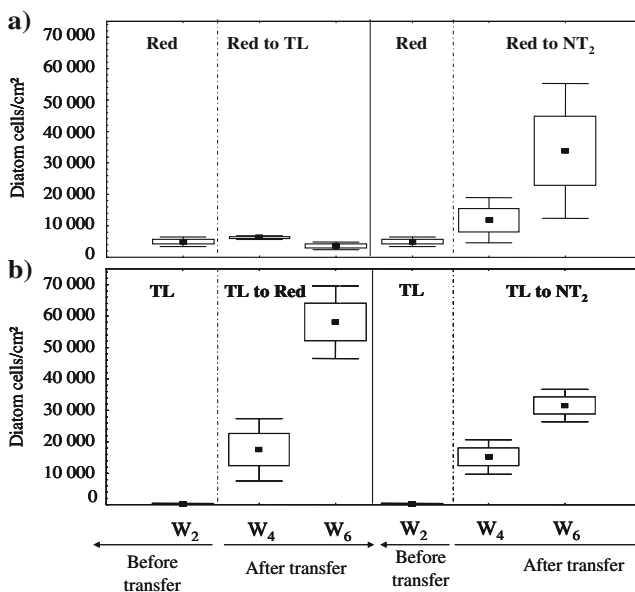 a)
Diatom cells/cm²
70 000
60 000
50 000
40 000
30 000
20 000
10 000
0
Red
Red to TL
Red
Red to NT₂
b)
Diatom cells/cm²
70 000
60 000
50 000
40 000
30 000
20 000
10 000
0
TL
TL to Red
TL
TL to NT₂
W₂ W₄ W₆ W₂ W₄ W₆
Before transfer
After transfer
Before transfer
After transfer